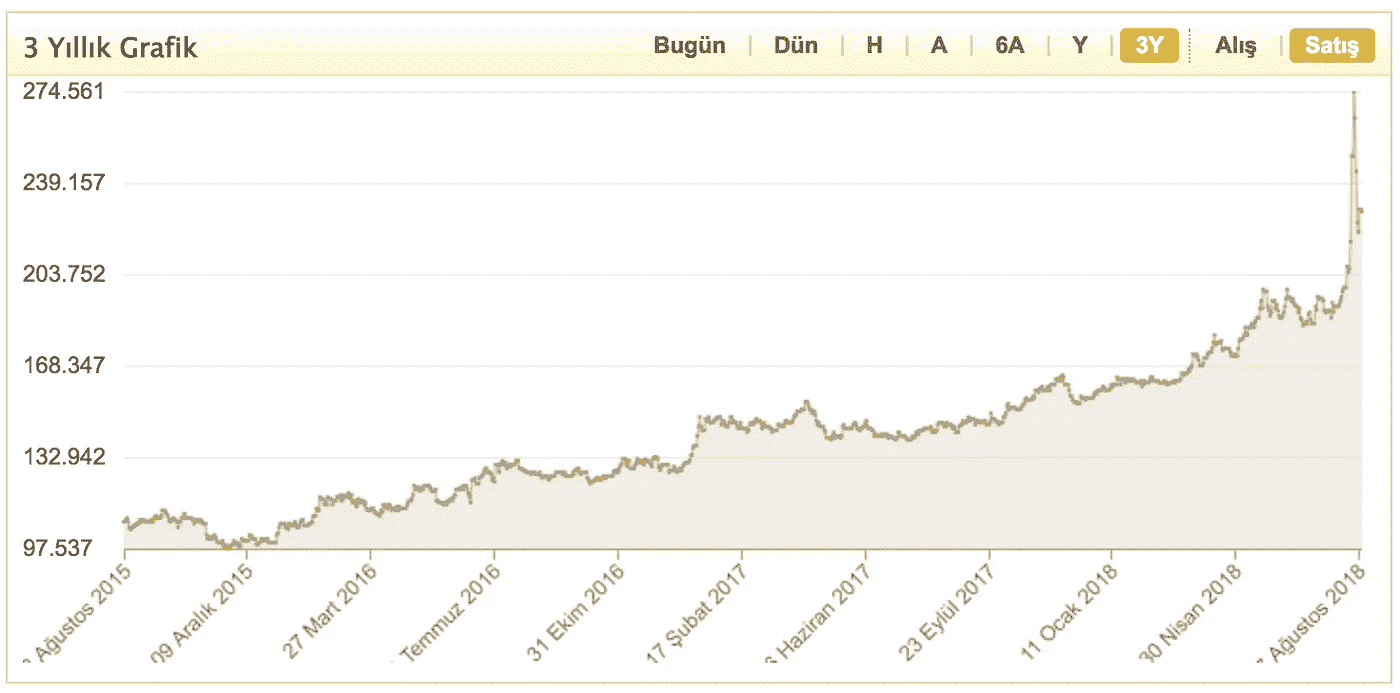 3 Yıllık Grafik
Bugün Dün H A 6A Y 3Y Alış Satış
274.561
239.157
203.752
168.347
132.942
97.537
Ağustos 2015
09 Aralık 2015
27 Mart 2016
Temmuz 2016
31 Ekim 2016
17 Şubat 2017
Haziran 2017
23 Eylül 2017
11 Ocak 2018
30 Nisan 2018
Ağustos 2018